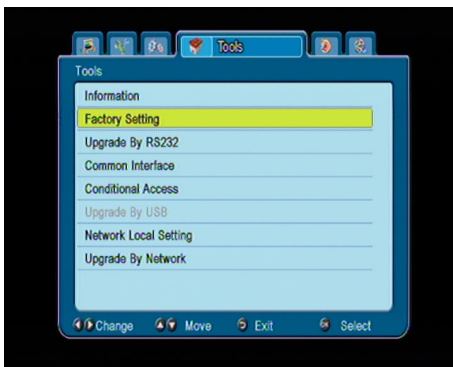 Tools
Tools
Information
Factory Setting
Upgrade By RS232
Common Interface
Conditional Access
Upgrade By USB
Network Local Setting
Upgrade By Network
Change Move Exit Select